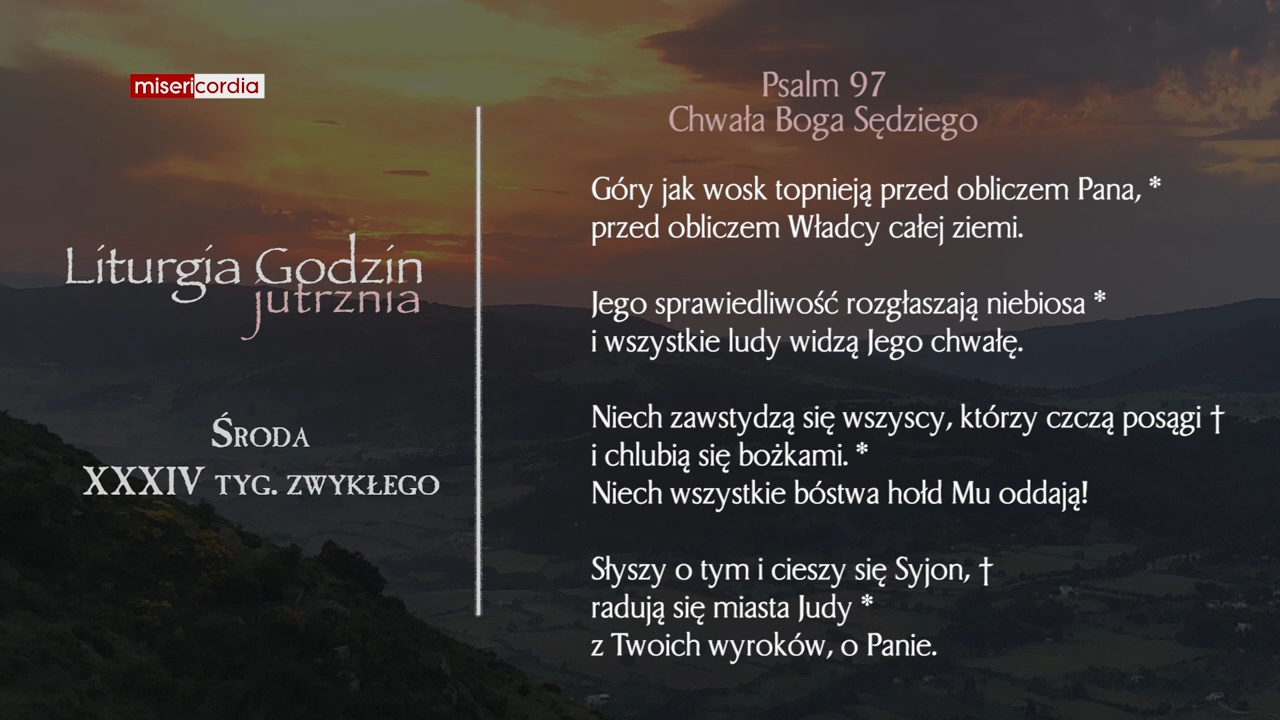 misericordia
Liturgia Godzin
jutrznia
Środa
XXXIV tyg. zwykłego
Psalm 97
Chwała Boga Sędziego
Góry jak wosk topnieją przed obliczem Pana, *
przed obliczem Władcy całej ziemi.
Jego sprawiedliwość rozgłaszają niebiosa *
i wszystkie ludy widzą Jego chwałę.
Niech zawstydzą się wszyscy, którzy czczą posągi †
i chlubią się bożkami. *
Niech wszystkie bóstwa hołd Mu oddają!
Słyszy o tym i cieszy się Syjon, †
radują się miasta Judy *
z Twoich wyroków, o Panie.